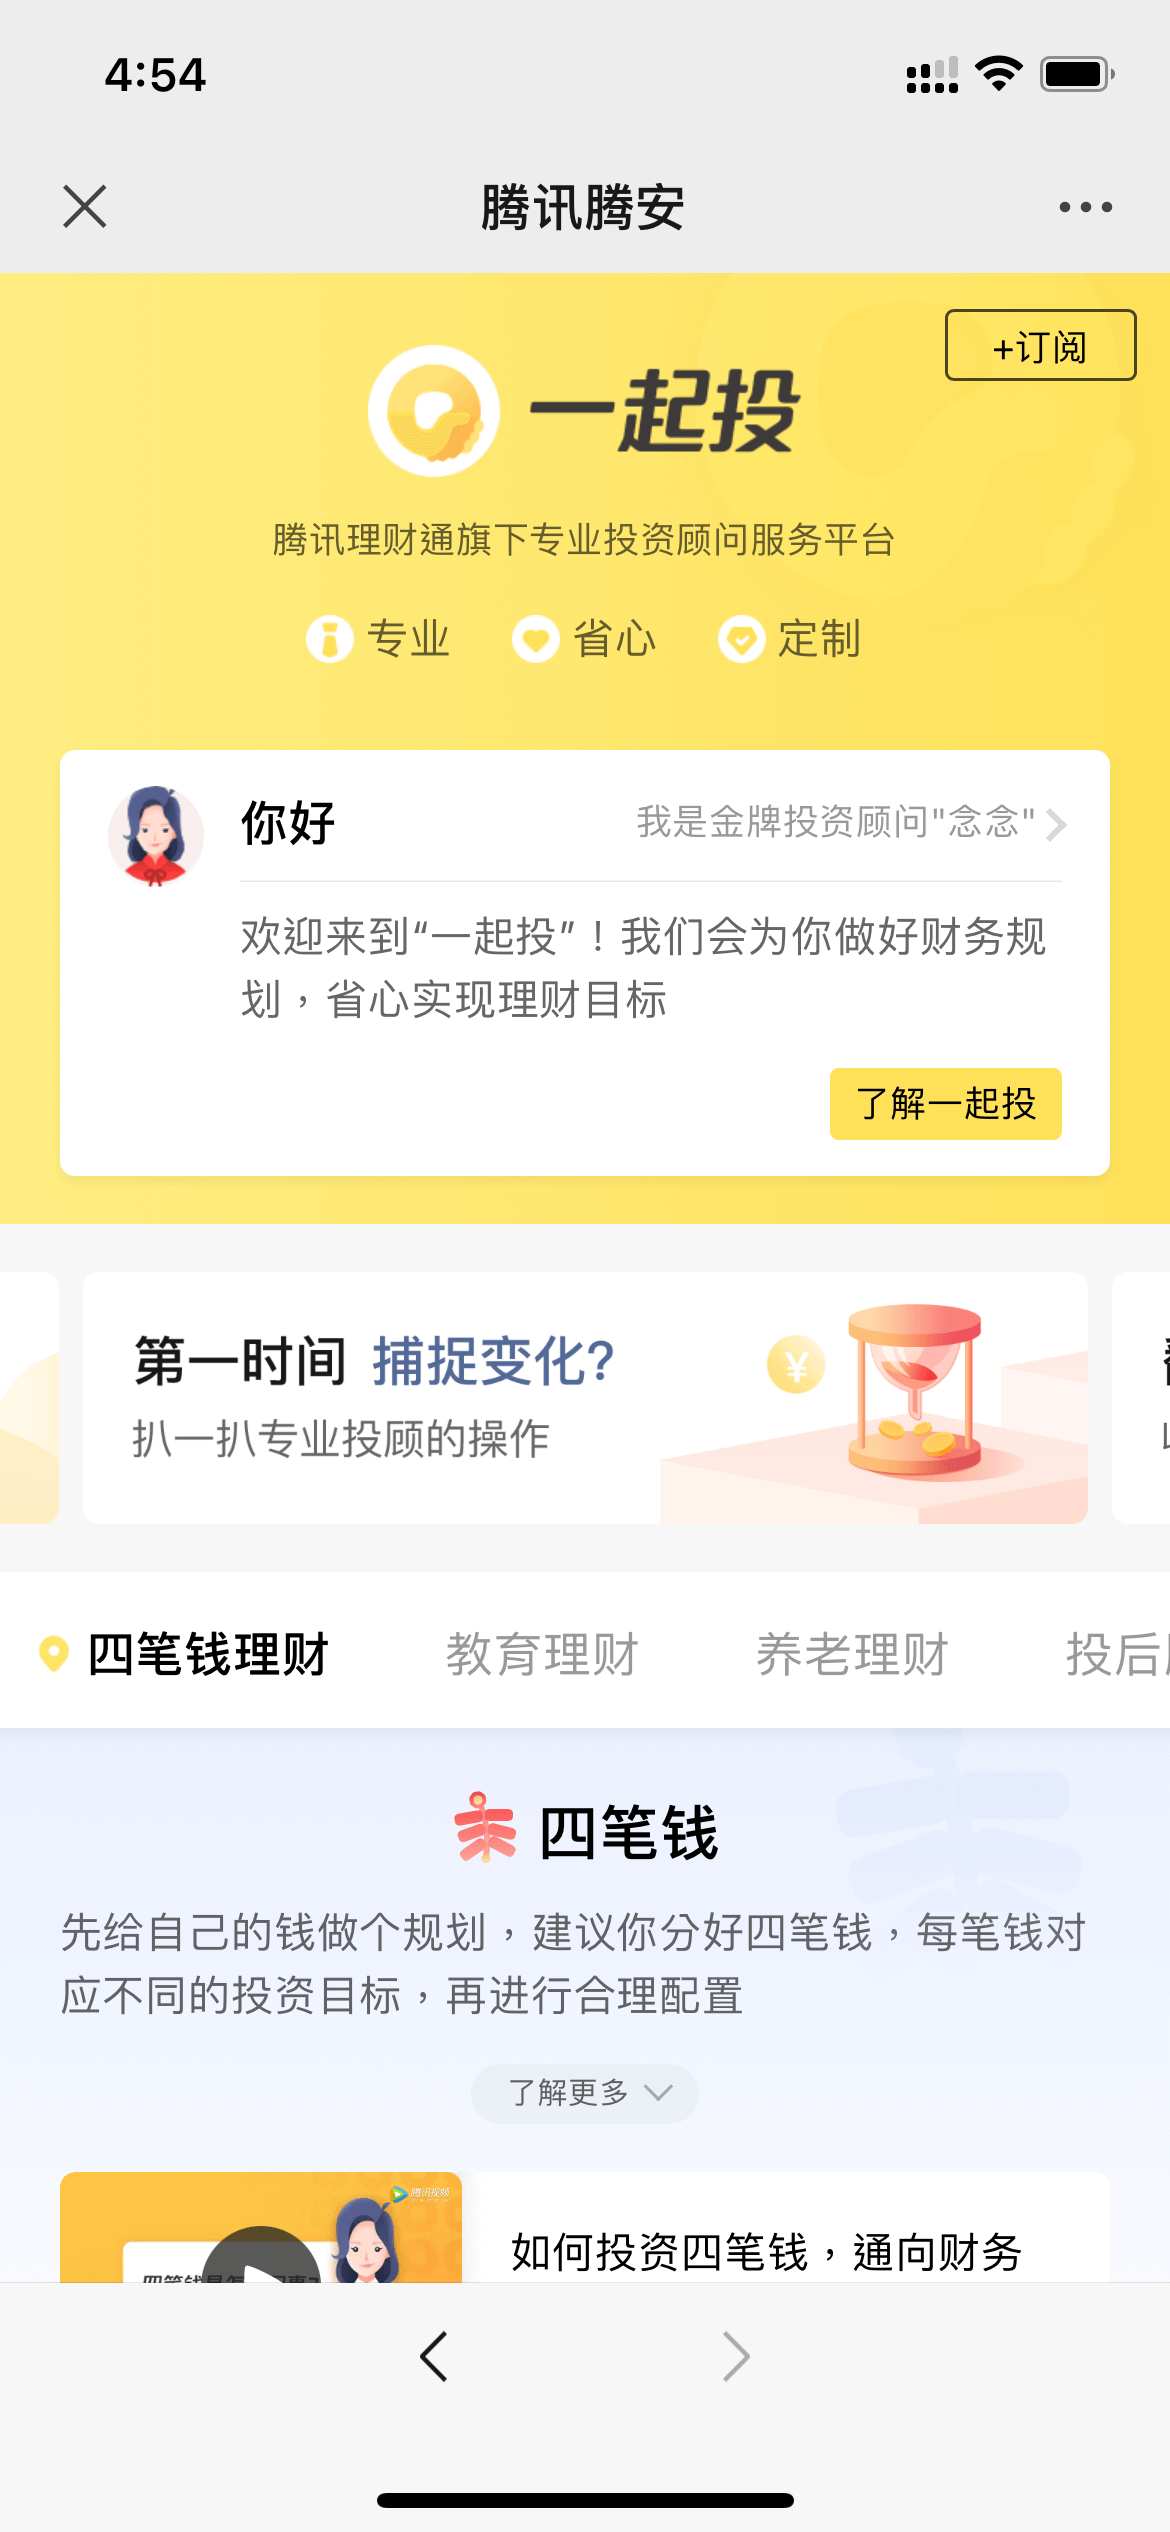 4:54
腾讯腾安
+订阅
一起投
腾讯理财通旗下专业投资顾问服务平台
专业 省心 定制
你好 我是金牌投资顾问"念念"
欢迎来到“一起投”！我们会为你做好财务规
划，省心实现理财目标
了解一起投
第一时间 捕捉变化?
扒一扒专业投顾的操作
¥
四笔钱理财 教育理财 养老理财 投后
四笔钱
先给自己的钱做个规划，建议你分好四笔钱，每笔钱对
应不同的投资目标，再进行合理配置
了解更多
腾讯视频
如何投资四笔钱，通向财务